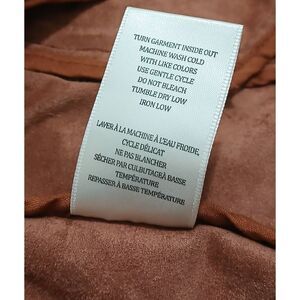 TURN GARMENT INSIDE OUT
MACHINE WASH COLD
WITH LIKE COLORS
USE GENTLE CYCLE
DO NOT BLEACH
TUMBLE DRY LOW
IRON LOW
LAVER À LA MACHINE À L'EAU FROIDE,
CYCLE DÉLICAT
NE PAS BLANCHER
SÉCHER PAR CULBUTAGE À BASSE
TEMPÉRATURE
REPASSER À BASSE TEMPÉRATURE